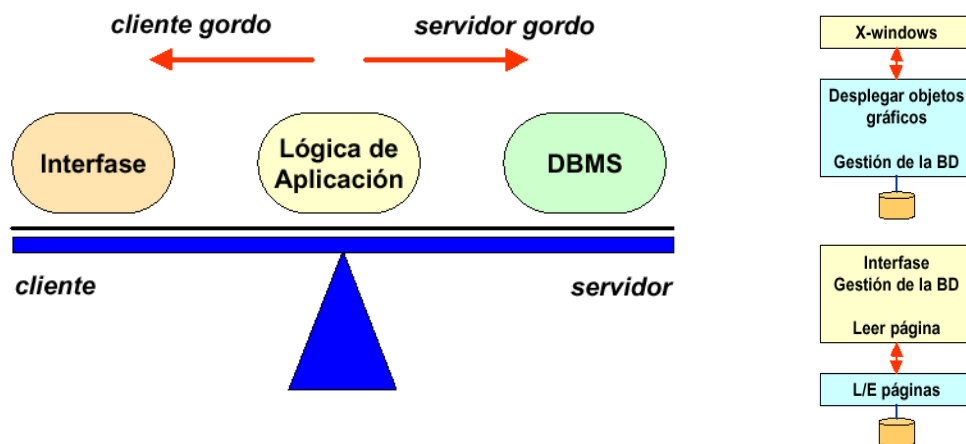 cliente gordo
servidor gordo
Interfase
Lógica de
Aplicación
DBMS
cliente
servidor
X-windows
Desplegar objetos
gráficos
Gestión de la BD
Interfase
Gestión de la BD
Leer página
L/E páginas